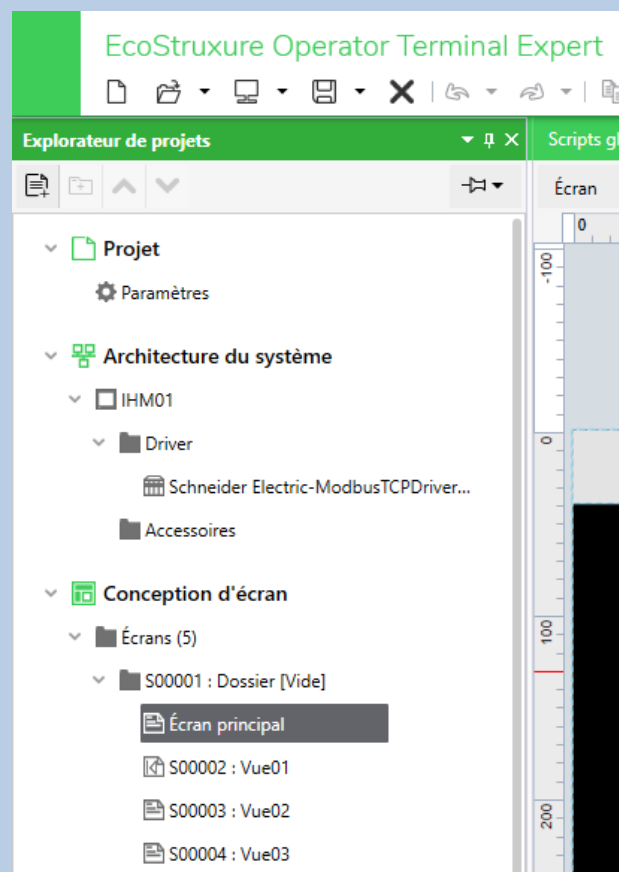 EcoStruxure Operator Terminal Expert
Explorateur de projets
Scripts gl
Écran
0
-100
Projet
Paramètres
Architecture du système
IHM01
0
Driver
Schneider Electric-ModbusTCPDriver...
Accessoires
Conception d'écran
Écrans (5)
100
S00001 : Dossier [Vide]
Écran principal
S00002 : Vue01
S00003 : Vue02
200
S00004 : Vue03